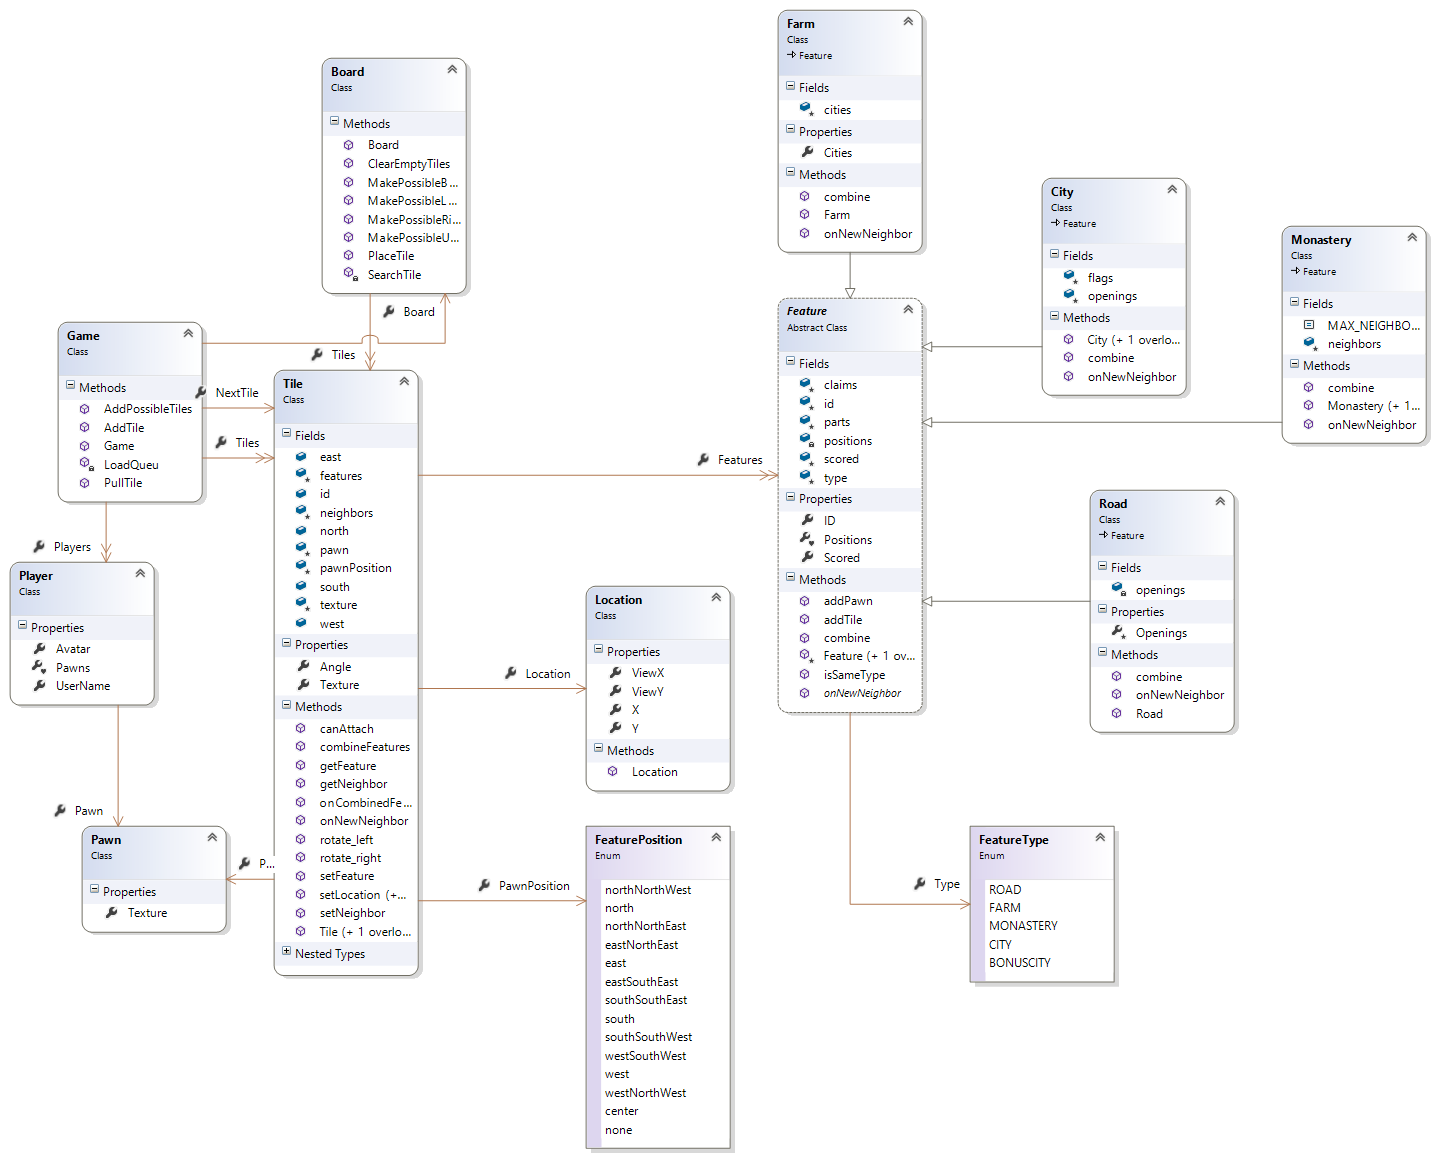 Farm
Class
Feature
Fields
cities
Properties
Cities
Methods
combine
Farm
onNewNeighbor
Board
Class
Methods
Board
ClearEmptyTiles
MakePossibleB...
MakePossibleL...
MakePossibleRi...
MakePossibleU...
PlaceTile
SearchTile
City
Class
Feature
Fields
flags
openings
Methods
City (+ 1 overlo...
combine
onNewNeighbor
Monastery
Class
Feature
Fields
MAX_NEIGHBO...
neighbors
Methods
combine
Monastery (+ 1...
onNewNeighbor
Board
Tiles
Game
Class
Methods
AddPossibleTiles
AddTile
Game
LoadQueu
PullTile
NextTile
Tiles
Players
Feature
Abstract Class
Fields
claims
id
parts
positions
scored
type
Properties
ID
Positions
Scored
Methods
addPawn
addTile
combine
Feature (+ 1 ov...
isSameType
onNewNeighbor
Tile
Class
Fields
east
features
id
neighbors
north
pawn
pawnPosition
south
texture
west
Properties
Angle
Texture
Methods
canAttach
combineFeatures
getFeature
getNeighbor
onCombinedFe...
onNewNeighbor
rotate_left
rotate_right
setFeature
setLocation (+...
setNeighbor
Tile (+ 1 overlo...
Nested Types
Features
Road
Class
Feature
Fields
openings
Properties
Openings
Methods
combine
onNewNeighbor
Road
Player
Class
Properties
Avatar
Pawns
UserName
Location
Location
Class
Properties
ViewX
ViewY
X
Y
Methods
Location
Pawn
Pawn
Class
Properties
Texture
P...
PawnPosition
FeaturePosition
Enum
northNorthWest
north
northNorthEast
eastNorthEast
east
eastSouthEast
southSouthEast
south
southSouthWest
westSouthWest
west
westNorthWest
center
none
Type
FeatureType
Enum
ROAD
FARM
MONASTERY
CITY
BONUSCITY